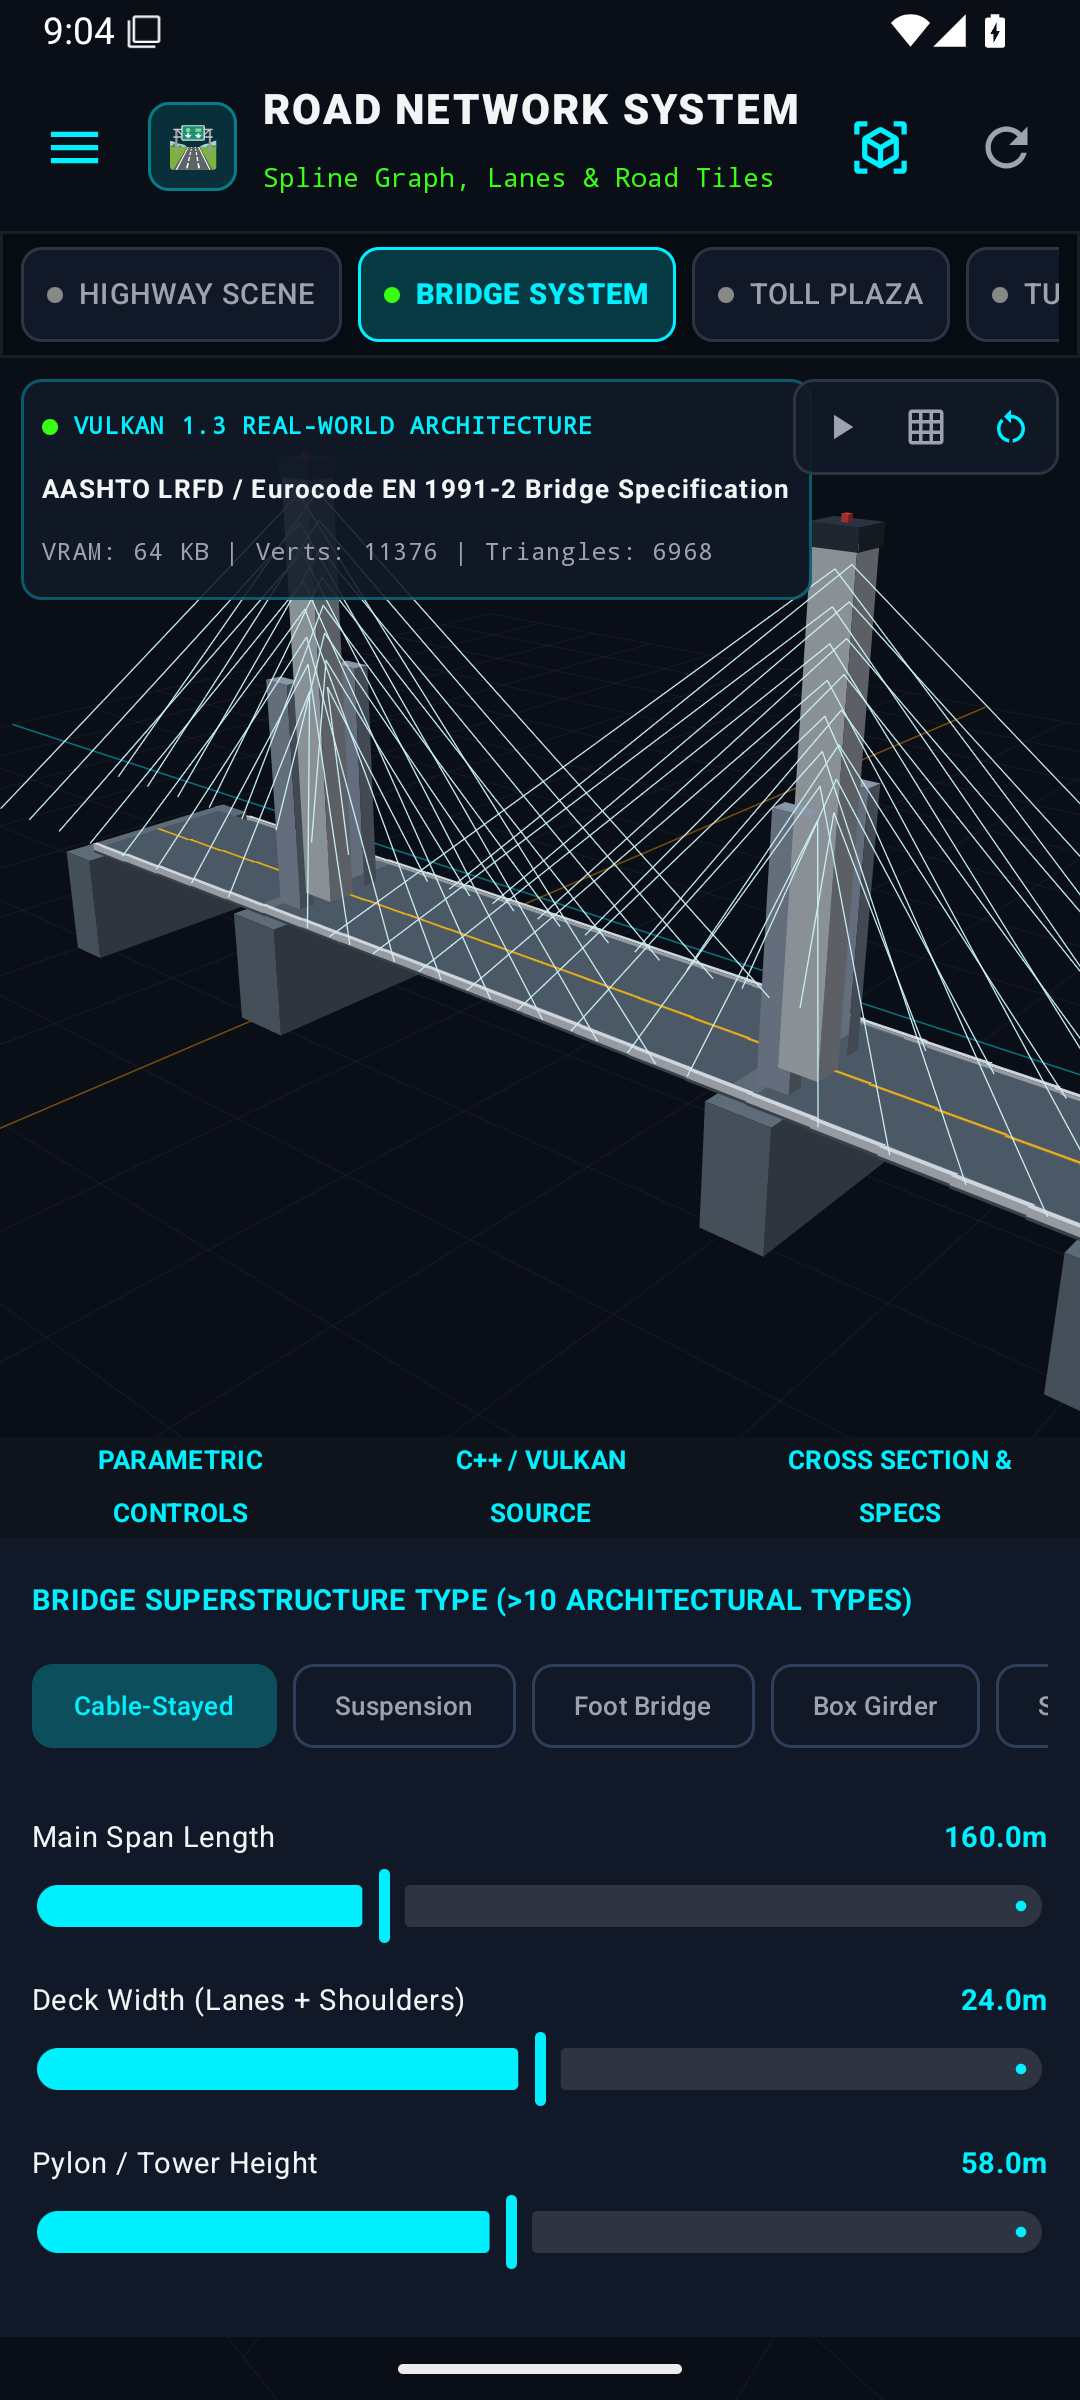 9:04
ROAD NETWORK SYSTEM
Spline Graph, Lanes & Road Tiles
HIGHWAY SCENE
BRIDGE SYSTEM
TOLL PLAZA
TU
VULKAN 1.3 REAL-WORLD ARCHITECTURE
AASHTO LRFD / Eurocode EN 1991-2 Bridge Specification
VRAM: 64 KB | Verts: 11376 | Triangles: 6968
PARAMETRIC
CONTROLS
C++ / VULKAN
SOURCE
CROSS SECTION &
SPECS
BRIDGE SUPERSTRUCTURE TYPE (>10 ARCHITECTURAL TYPES)
Cable-Stayed
Suspension
Foot Bridge
Box Girder
Main Span Length
160.0m
Deck Width (Lanes + Shoulders)
24.0m
Pylon / Tower Height
58.0m